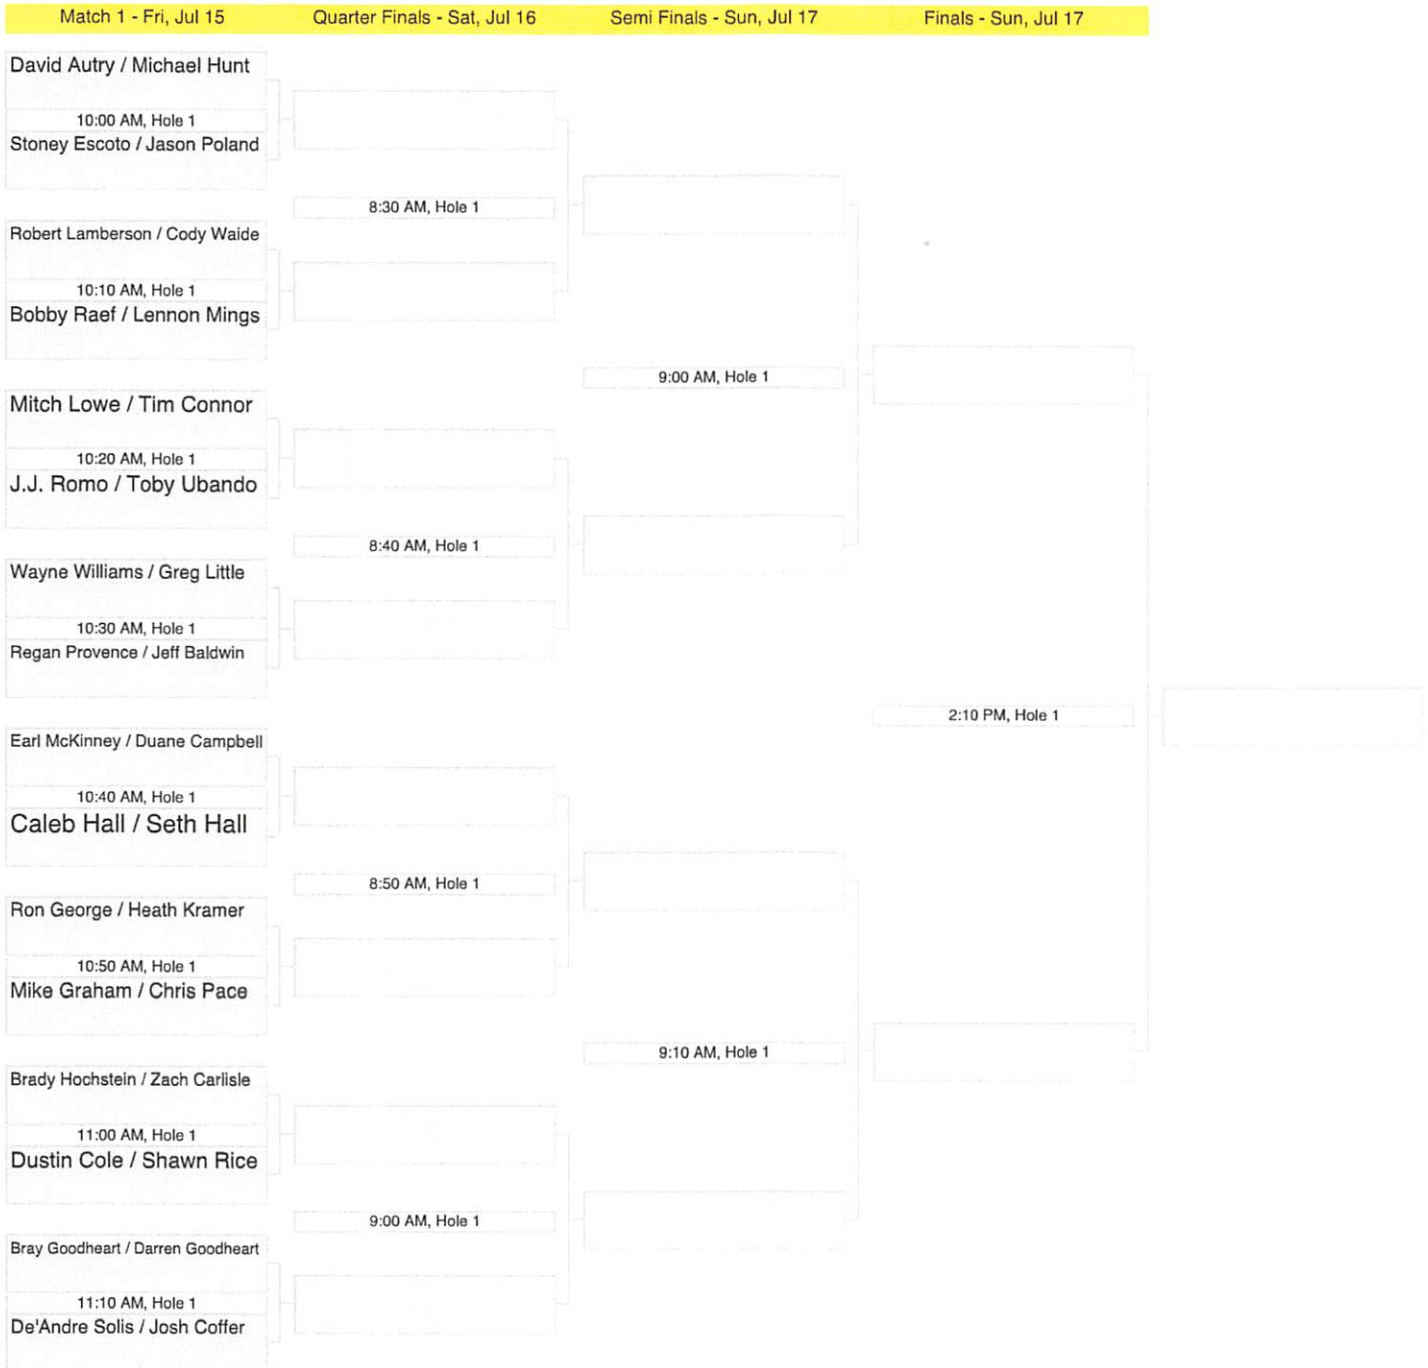 Match 1 - Fri, Jul 15
Quarter Finals - Sat, Jul 16
Semi Finals - Sun, Jul 17
Finals - Sun, Jul 17
David Autry / Michael Hunt
10:00 AM, Hole 1
Stoney Escoto / Jason Poland
8:30 AM, Hole 1
Robert Lamberson / Cody Waide
10:10 AM, Hole 1
Bobby Raef / Lennon Mings
9:00 AM, Hole 1
Mitch Lowe / Tim Connor
10:20 AM, Hole 1
J.J. Romo / Toby Ubando
8:40 AM, Hole 1
Wayne Williams / Greg Little
10:30 AM, Hole 1
Regan Provence / Jeff Baldwin
2:10 PM, Hole 1
Earl McKinney / Duane Campbell
10:40 AM, Hole 1
Caleb Hall / Seth Hall
8:50 AM, Hole 1
Ron George / Heath Kramer
10:50 AM, Hole 1
Mike Graham / Chris Pace
9:10 AM, Hole 1
Brady Hochstein / Zach Carlisle
11:00 AM, Hole 1
Dustin Cole / Shawn Rice
9:00 AM, Hole 1
Bray Goodheart / Darren Goodheart
11:10 AM, Hole 1
De'Andre Solis / Josh Coffer